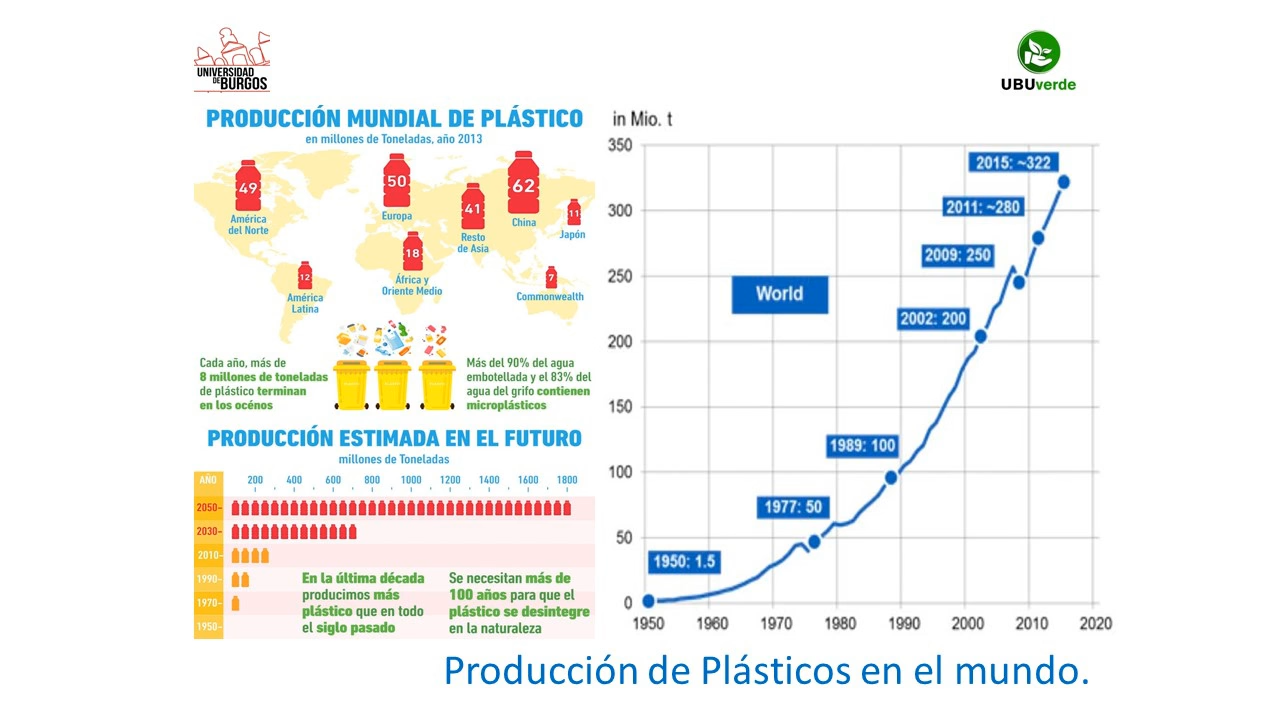 UNIVERSIDAD
DE BURGOS
UBUverde
PRODUCCIÓN MUNDIAL DE PLÁSTICO
en millones de Toneladas, año 2013
49
América
del Norte
50
Europa
41
Resto
de Asia
62
China
11
Japón
18
África y
Oriente Medio
12
América
Latina
7
Commonwealth
Cada año, más de
8 millones de toneladas
de plástico terminan
en los océnos
Más del 90% del agua
embotellada y el 83% del
agua del grifo contienen
microplásticos
PRODUCCIÓN ESTIMADA EN EL FUTURO
millones de Toneladas
AÑO 200 400 600 800 1000 1200 1400 1600 1800
2050-
2030-
2010-
1990-
1970-
1950-
En la última década
producimos más
plástico que en todo
el siglo pasado
Se necesitan más de
100 años para que el
plástico se desintegre
en la naturaleza
in Mio. t
350
300
250
200
150
100
50
0
2015: ~322
2011: ~280
2009: 250
World
2002: 200
1989: 100
1977: 50
1950: 1.5
1950 1960 1970 1980 1990 2000 2010 2020
Producción de Plásticos en el mundo.